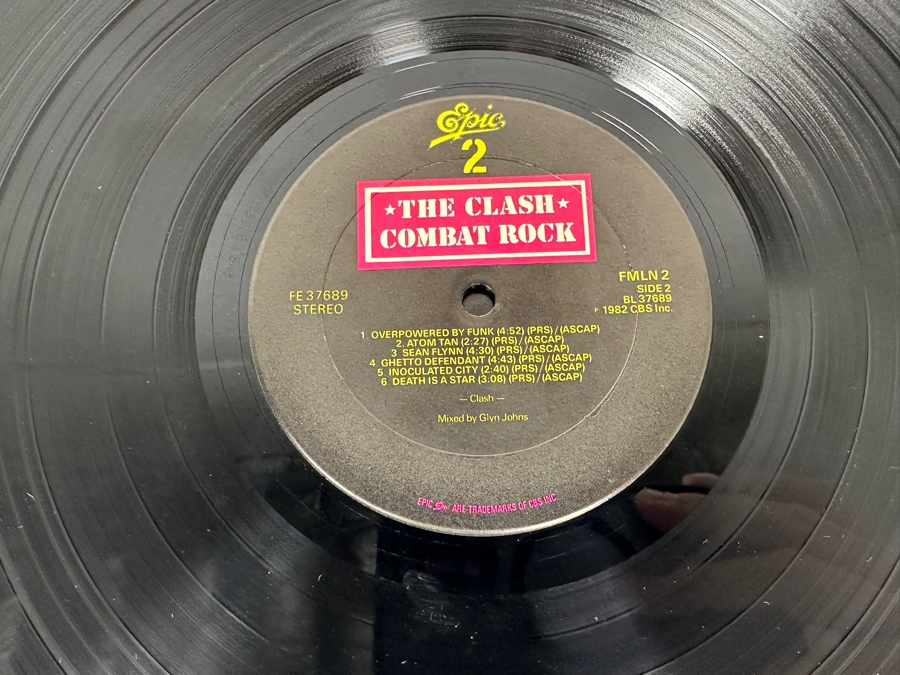 Epic
2
★THE CLASH★
COMBAT ROCK
FE 37689
STEREO
FMLN 2
SIDE 2
BL 37689
℗ 1982 CBS Inc.
1 OVERPOWERED BY FUNK (4:52) (PRS)/(ASCAP)
2. ATOM TAN (2:27) (PRS)/(ASCAP)
3 SEAN FLYNN (4:30) (PRS)/(ASCAP)
4 GHETTO DEFENDANT (4:43) (PRS)/(ASCAP)
5 INOCULATED CITY (2:40) (PRS)/(ASCAP)
6. DEATH IS A STAR (3:08) (PRS)/(ASCAP)
— Clash —
Mixed by Glyn Johns
EPIC Epic ARE TRADEMARKS OF CBS INC.